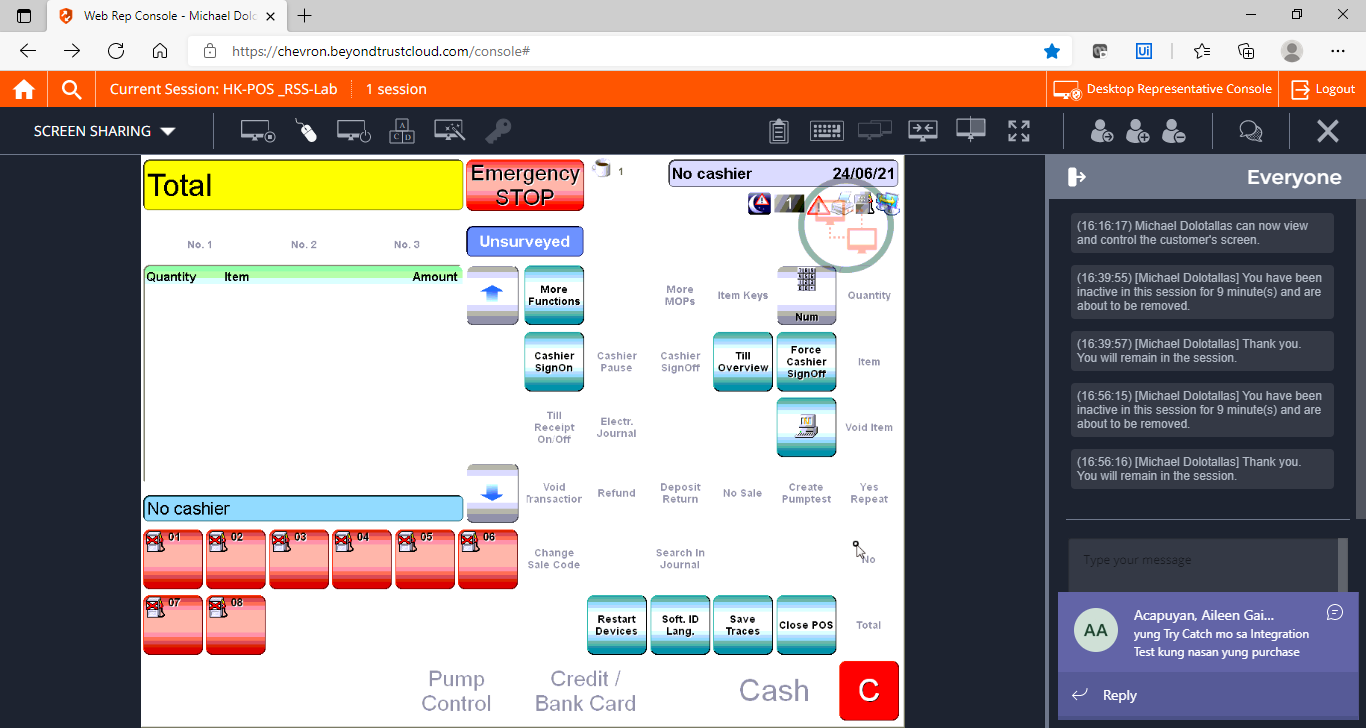 Web Rep Console - Michael Dolo
https://chevron.beyondtrustcloud.com/console#
Ui
Current Session: HK-POS _RSS-Lab
1 session
Desktop Representative Console
Logout
SCREEN SHARING
A
C D
Total
Emergency
STOP
1
No cashier 24/06/21
1
No. 1 No. 2 No. 3
Unsurveyed
Quantity Item Amount
More
Functions
More
MOPs
Item Keys
Num
Quantity
Cashier
SignOn
Cashier
Pause
Cashier
SignOff
Till
Overview
Force
Cashier
SignOff
Item
Till
Receipt
On/Off
Electr.
Journal
Void Item
Void
Transaction
Refund
Deposit
Return
No Sale
Create
Pumptest
Yes
Repeat
No cashier
01 02 03 04 05 06
Change
Sale Code
Search In
Journal
No
07 08
Restart
Devices
Soft. ID
Lang.
Save
Traces
Close POS
Total
Pump
Control
Credit /
Bank Card
Cash
C
Everyone
(16:16:17) Michael Dolotallas can now view
and control the customer's screen.
(16:39:55) [Michael Dolotallas] You have been
inactive in this session for 9 minute(s) and are
about to be removed.
(16:39:57) [Michael Dolotallas] Thank you.
You will remain in the session.
(16:56:15) [Michael Dolotallas] You have been
inactive in this session for 9 minute(s) and are
about to be removed.
(16:56:16) [Michael Dolotallas] Thank you.
You will remain in the session.
Type your message
AA
Acapuyan, Aileen Gai...
yung Try Catch mo sa Integration
Test kung nasan yung purchase
Reply